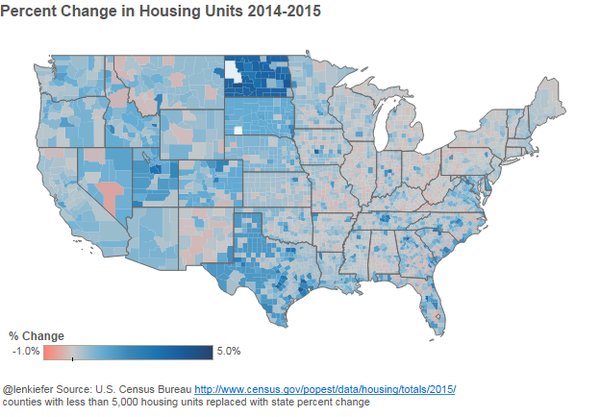 Percent Change in Housing Units 2014-2015
% Change
-1.0% 5.0%
@lenkiefer Source: U.S. Census Bureau http://www.census.gov/popest/data/housing/totals/2015/
counties with less than 5,000 housing units replaced with state percent change